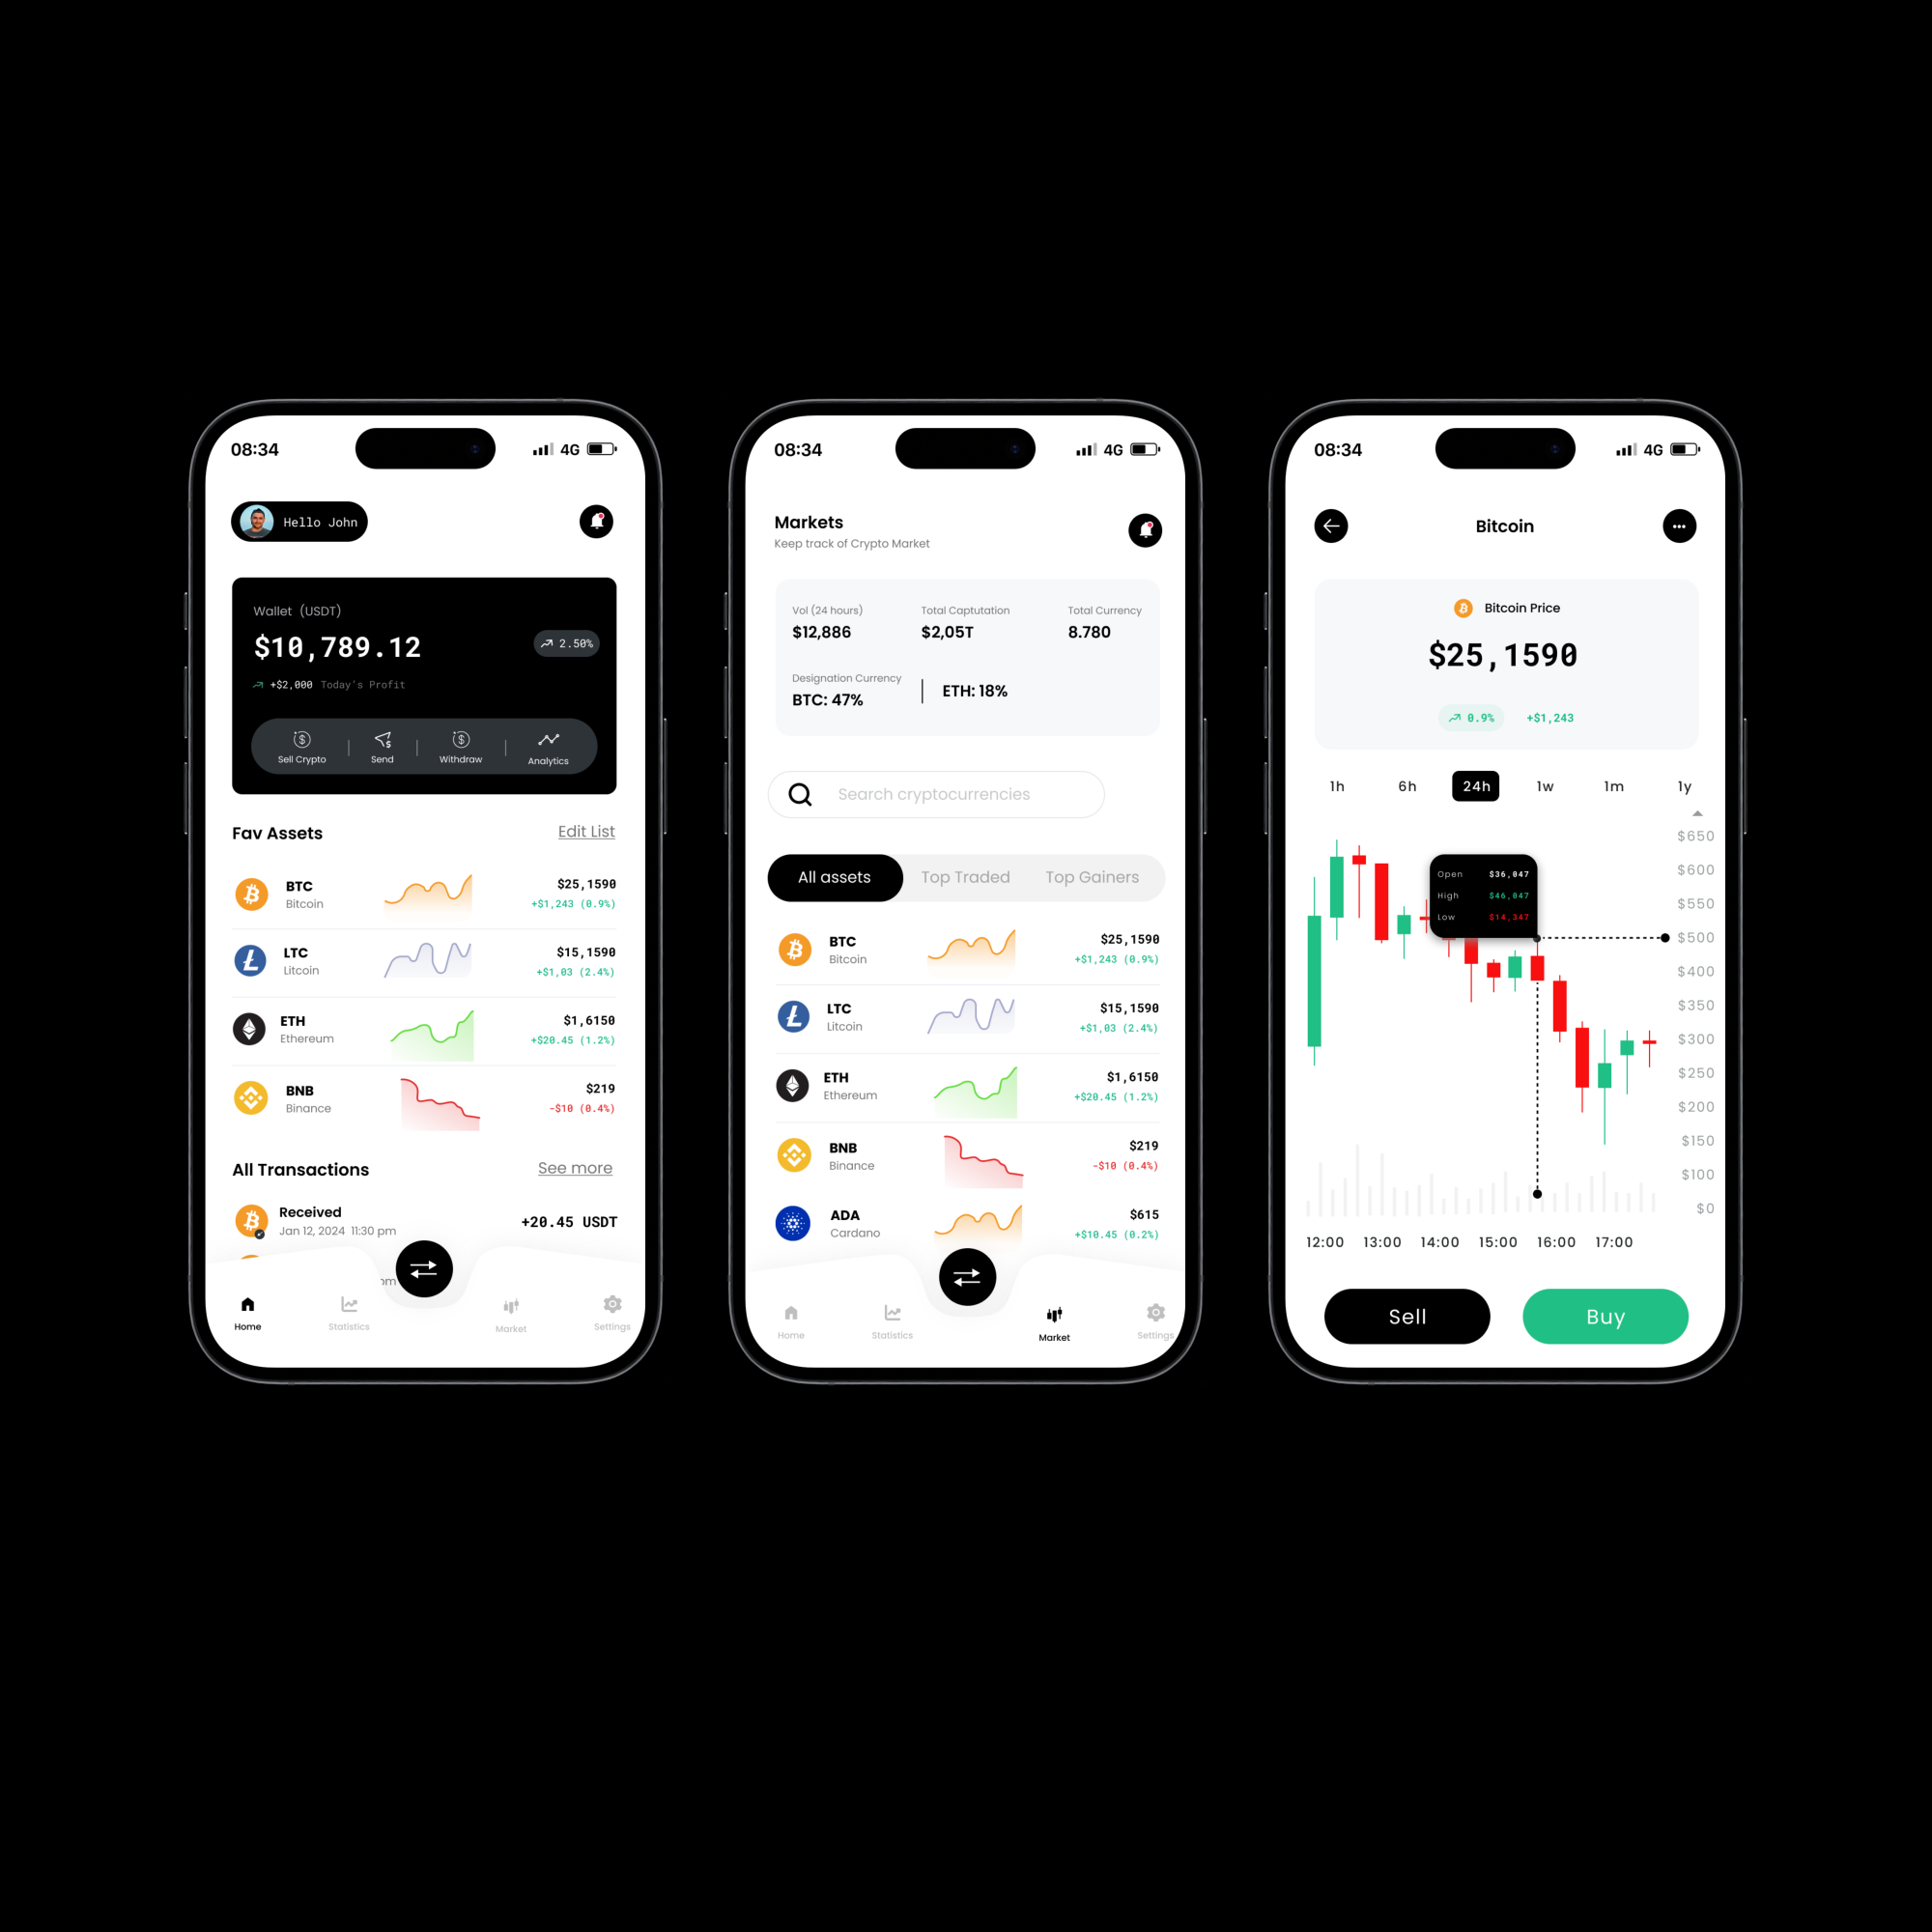 08:34
4G
Hello John
Wallet (USDT)
$10,789.12
2.50%
+$2,000 Today's Profit
Sell Crypto
Send
Withdraw
Analytics
Fav Assets
Edit List
BTC
$25,1590
Bitcoin
+$1,243 (0.9%)
LTC
$15,1590
Litcoin
+$1,03 (2.4%)
ETH
$1,6150
Ethereum
+$20.45 (1.2%)
BNB
$219
Binance
-$10 (0.4%)
All Transactions
See more
Received
Jan 12, 2024 11:30 pm
+20.45 USDT
pm
Home
Statistics
Market
Settings
08:34
4G
Markets
Keep track of Crypto Market
Vol (24 hours)
Total Captutation
Total Currency
$12,886
$2,05T
8.780
Designation Currency
BTC: 47%
ETH: 18%
Search cryptocurrencies
All assets
Top Traded
Top Gainers
BTC
$25,1590
Bitcoin
+$1,243 (0.9%)
LTC
$15,1590
Litcoin
+$1,03 (2.4%)
ETH
$1,6150
Ethereum
+$20.45 (1.2%)
BNB
$219
Binance
-$10 (0.4%)
ADA
$615
Cardano
+$10.45 (0.2%)
Home
Statistics
Market
Settings
08:34
4G
Bitcoin
Bitcoin Price
$25,1590
0.9%
+$1,243
1h
6h
24h
1w
1m
1y
$650
$600
$550
$500
$400
$350
$300
$250
$200
$150
$100
$0
Open $36,047
High $46,047
Low $14,347
12:00
13:00
14:00
15:00
16:00
17:00
Sell
Buy